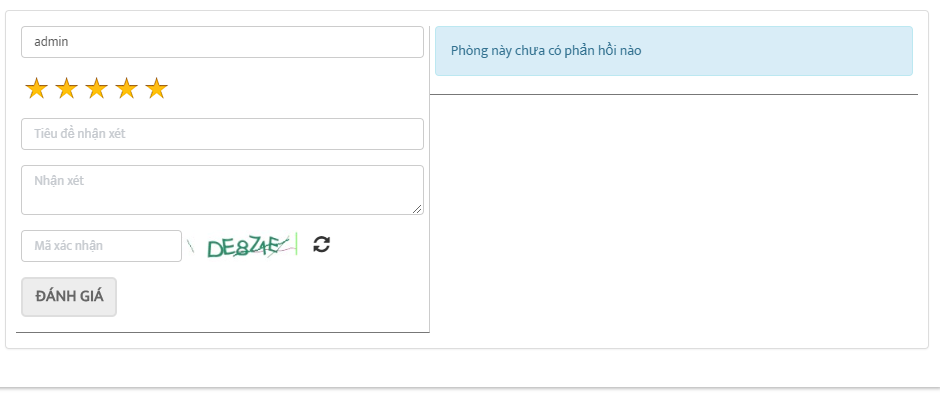 admin
Tiêu đề nhận xét
Nhận xét
Mã xác nhận
ĐÁNH GIÁ
Phòng này chưa có phản hồi nào